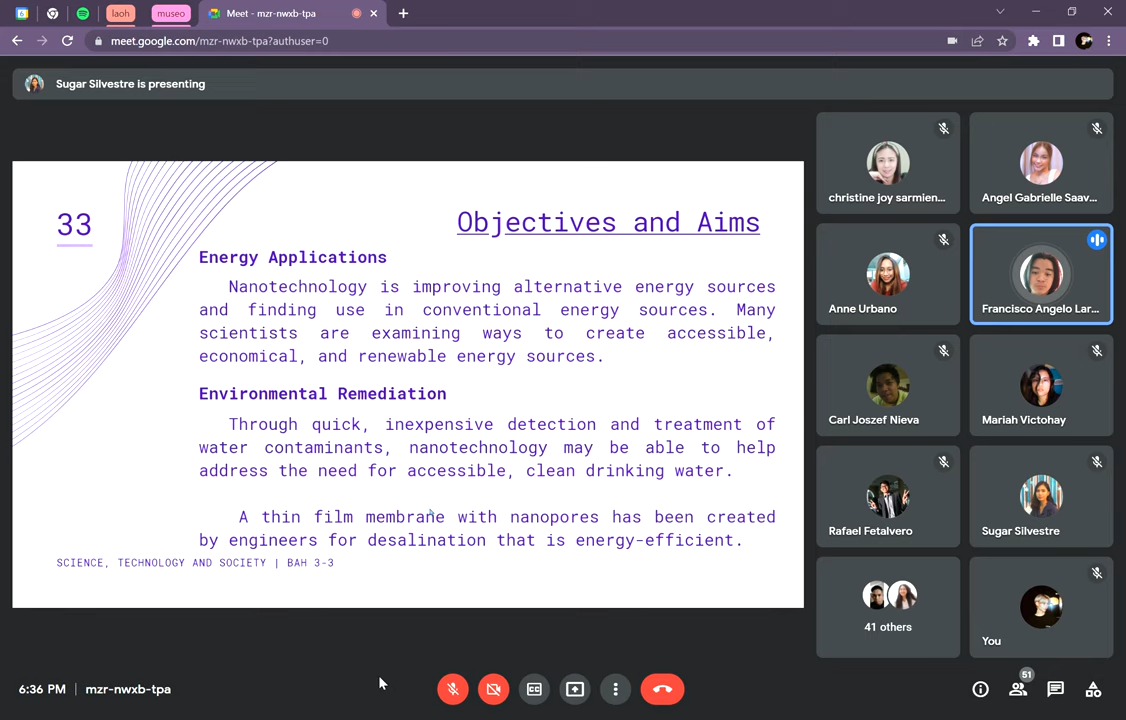 laoh
museo
Meet - mzr-nwxb-tpa
meet.google.com/mzr-nwxb-tpa?authuser=0
Sugar Silvestre is presenting
33
Objectives and Aims
Energy Applications
Nanotechnology is improving alternative energy sources
and finding use in conventional energy sources. Many
scientists are examining ways to create accessible,
economical, and renewable energy sources.
Environmental Remediation
Through quick, inexpensive detection and treatment of
water contaminants, nanotechnology may be able to help
address the need for accessible, clean drinking water.
A thin film membrane with nanopores has been created
by engineers for desalination that is energy-efficient.
SCIENCE, TECHNOLOGY AND SOCIETY | BAH 3-3
christine joy sarmien...
Angel Gabrielle Saav...
Anne Urbano
Francisco Angelo Lar...
Carl Joszef Nieva
Mariah Victohay
Rafael Fetalvero
Sugar Silvestre
41 others
You
6:36 PM | mzr-nwxb-tpa
51